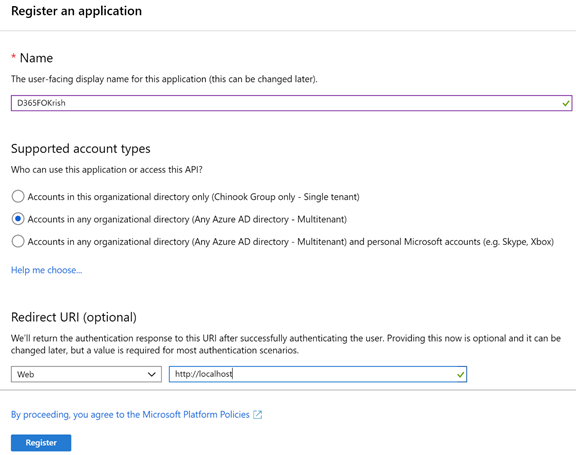 Register an application
* Name
The user-facing display name for this application (this can be changed later).
D365FOKrish
Supported account types
Who can use this application or access this API?
Accounts in this organizational directory only (Chinook Group only - Single tenant)
Accounts in any organizational directory (Any Azure AD directory - Multitenant)
Accounts in any organizational directory (Any Azure AD directory - Multitenant) and personal Microsoft accounts (e.g. Skype, Xbox)
Help me choose...
Redirect URI (optional)
We'll return the authentication response to this URI after successfully authenticating the user. Providing this now is optional and it can be
changed later, but a value is required for most authentication scenarios.
Web http://localhost
By proceeding, you agree to the Microsoft Platform Policies
Register